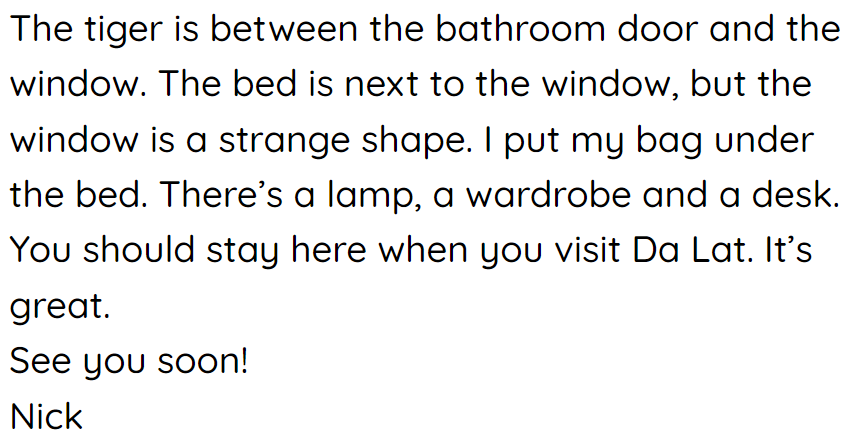 The tiger is between the bathroom door and the
window. The bed is next to the window, but the
window is a strange shape. I put my bag under
the bed. There’s a lamp, a wardrobe and a desk.
You should stay here when you visit Da Lat. It’s
great.
See you soon!
Nick